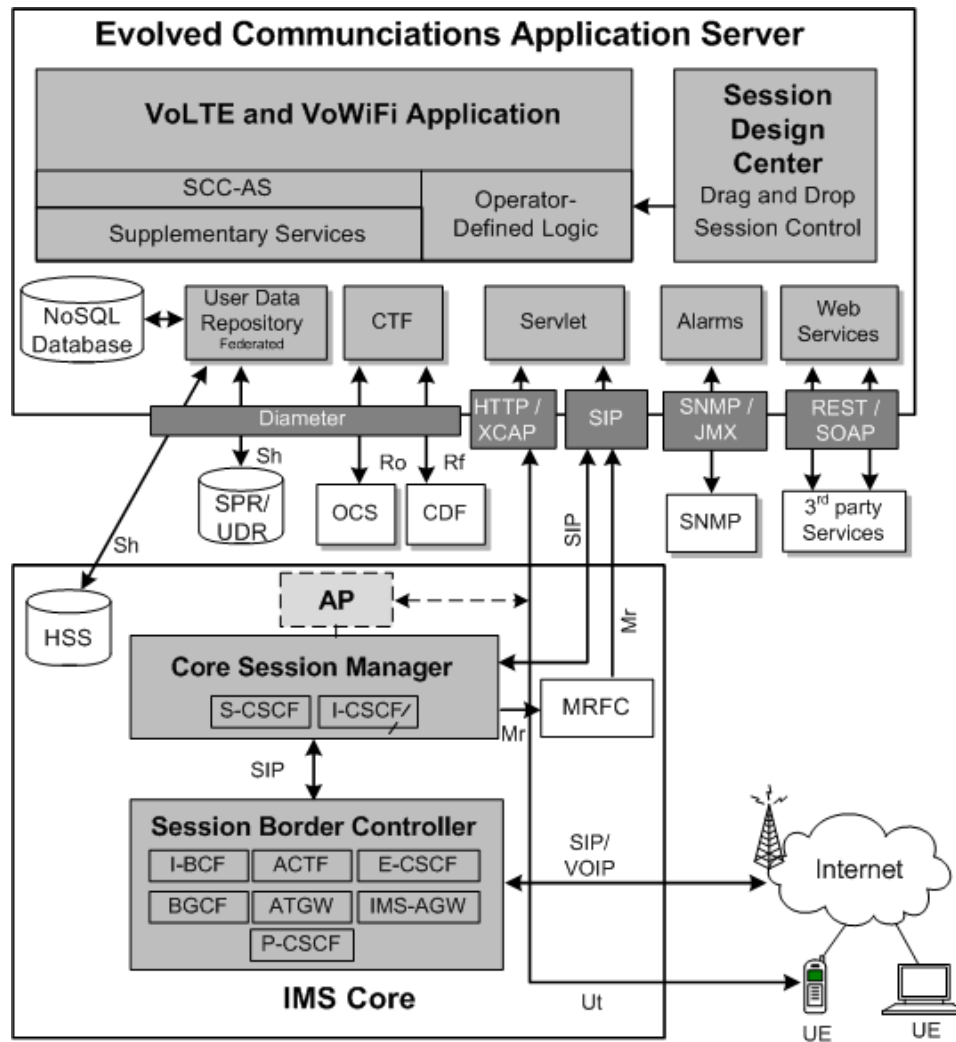 Evolved Communciations Application Server
VoLTE and VoWiFi Application
SCC-AS
Supplementary Services
Operator-
Defined Logic
Session
Design
Center
Drag and Drop
Session Control
NoSQL
Database
User Data
Repository
Federated
CTF
Servlet
Alarms
Web
Services
Diameter
HTTP /
XCAP
SIP
SNMP /
JMX
REST /
SOAP
Sh
Ro
Rf
SPR/
UDR
OCS
CDF
SIP
SNMP
3rd party
Services
Sh
HSS
AP
Mr
Core Session Manager
S-CSCF
I-CSCF
Mr
MRFC
SIP
Session Border Controller
I-BCF
ACTF
E-CSCF
BGCF
ATGW
IMS-AGW
P-CSCF
SIP/
VOIP
Internet
IMS Core
Ut
UE
UE